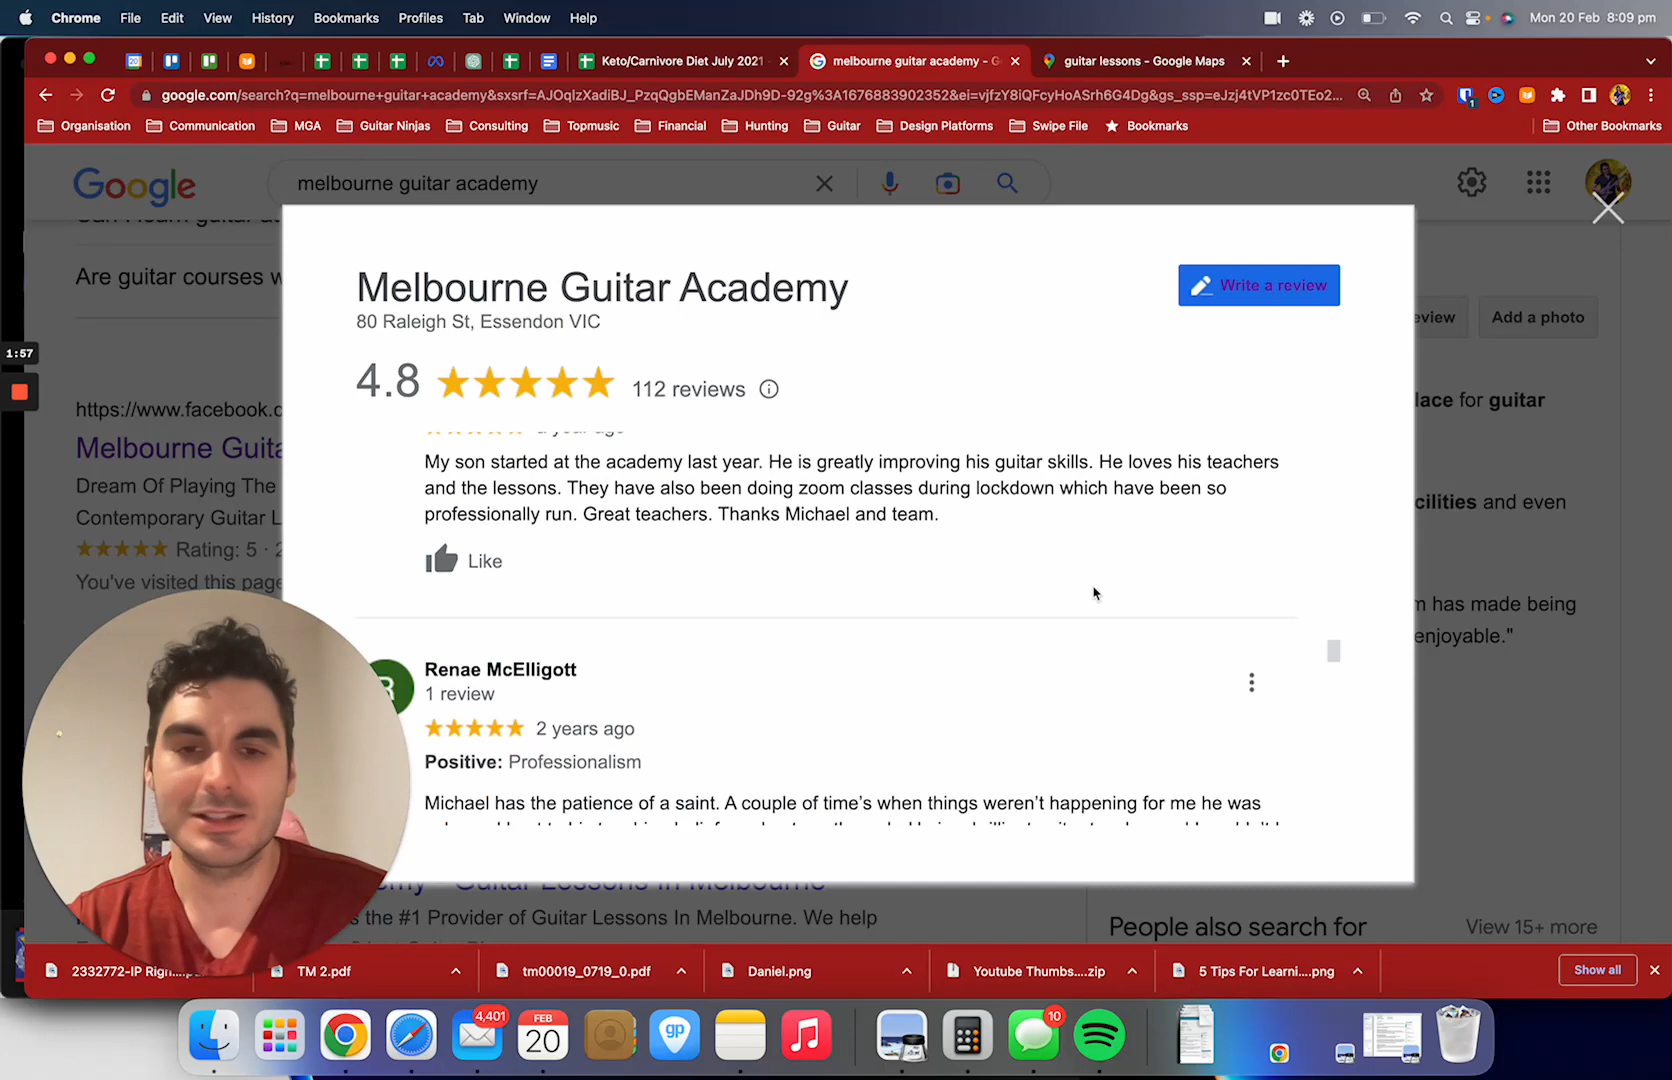 Chrome File Edit View History Bookmarks Profiles Tab Window Help Mon 20 Feb 8:09 pm
Keto/Carnivore Diet July 2021 melbourne guitar academy - G guitar lessons - Google Maps
google.com/search?q=melbourne+guitar+academy&sxsrf=AJOqlzXadiBJ_PzqQgbEManZaJDh9D-92g%3A1676883902352&ei=vjfzY8iQFcyHoASrh6G4Dg&gs_ssp=eJzj4tVP1zc0TEo2...
Organisation Communication MGA Guitar Ninjas Consulting Topmusic Financial Hunting Guitar Design Platforms Swipe File Bookmarks Other Bookmarks
Google melbourne guitar academy
Are guitar courses w
Melbourne Guitar Academy
Write a review
80 Raleigh St, Essendon VIC
eview Add a photo
1:57
4.8 112 reviews
https://www.facebook.c
lace for guitar
Melbourne Guita
My son started at the academy last year. He is greatly improving his guitar skills. He loves his teachers
and the lessons. They have also been doing zoom classes during lockdown which have been so
professionally run. Great teachers. Thanks Michael and team.
Dream Of Playing The
Contemporary Guitar L
cilities and even
Rating: 5 · 2
Like
You've visited this page
m has made being
enjoyable."
Renae McElligott
1 review
2 years ago
Positive: Professionalism
Michael has the patience of a saint. A couple of time's when things weren't happening for me he was
emy - Guitar Lessons In Melbourne
s the #1 Provider of Guitar Lessons In Melbourne. We help
People also search for View 15+ more
2332772-IP Righ... TM 2.pdf tm00019_0719_0.pdf Daniel.png Youtube Thumbs....zip 5 Tips For Learni....png Show all
4,401 FEB 20 gp 10